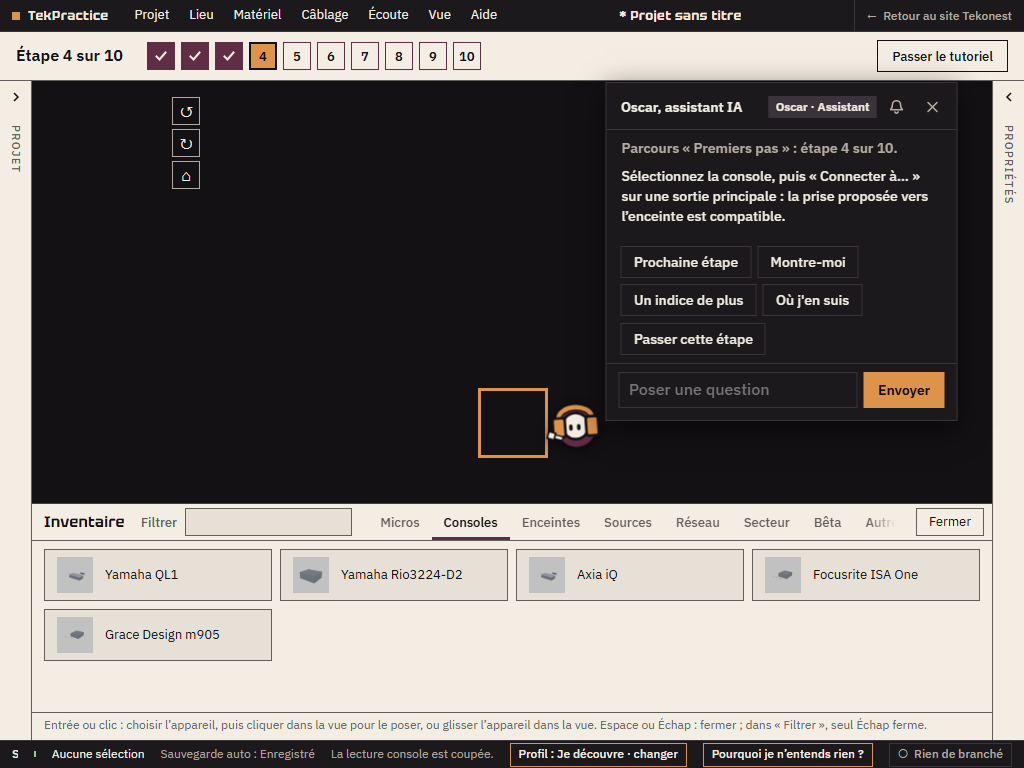 TekPractice Projet Lieu Matériel Câblage Écoute Vue Aide * Projet sans titre ← Retour au site Tekonest
Étape 4 sur 10 4 5 6 7 8 9 10 Passer le tutoriel
PROJET
PROPRIÉTÉS
Oscar, assistant IA Oscar · Assistant
Parcours « Premiers pas » : étape 4 sur 10.
Sélectionnez la console, puis « Connecter à... »
sur une sortie principale : la prise proposée vers
l'enceinte est compatible.
Prochaine étape Montre-moi
Un indice de plus Où j'en suis
Passer cette étape
Poser une question Envoyer
Inventaire Filtrer Micros Consoles Enceintes Sources Réseau Secteur Bêta Autr Fermer
Yamaha QL1 Yamaha Rio3224-D2 Axia iQ Focusrite ISA One
Grace Design m905
Entrée ou clic : choisir l'appareil, puis cliquer dans la vue pour le poser, ou glisser l'appareil dans la vue. Espace ou Échap : fermer ; dans « Filtrer », seul Échap ferme.
Aucune sélection Sauvegarde auto : Enregistré La lecture console est coupée. Profil : Je découvre · changer Pourquoi je n'entends rien ? Rien de branché